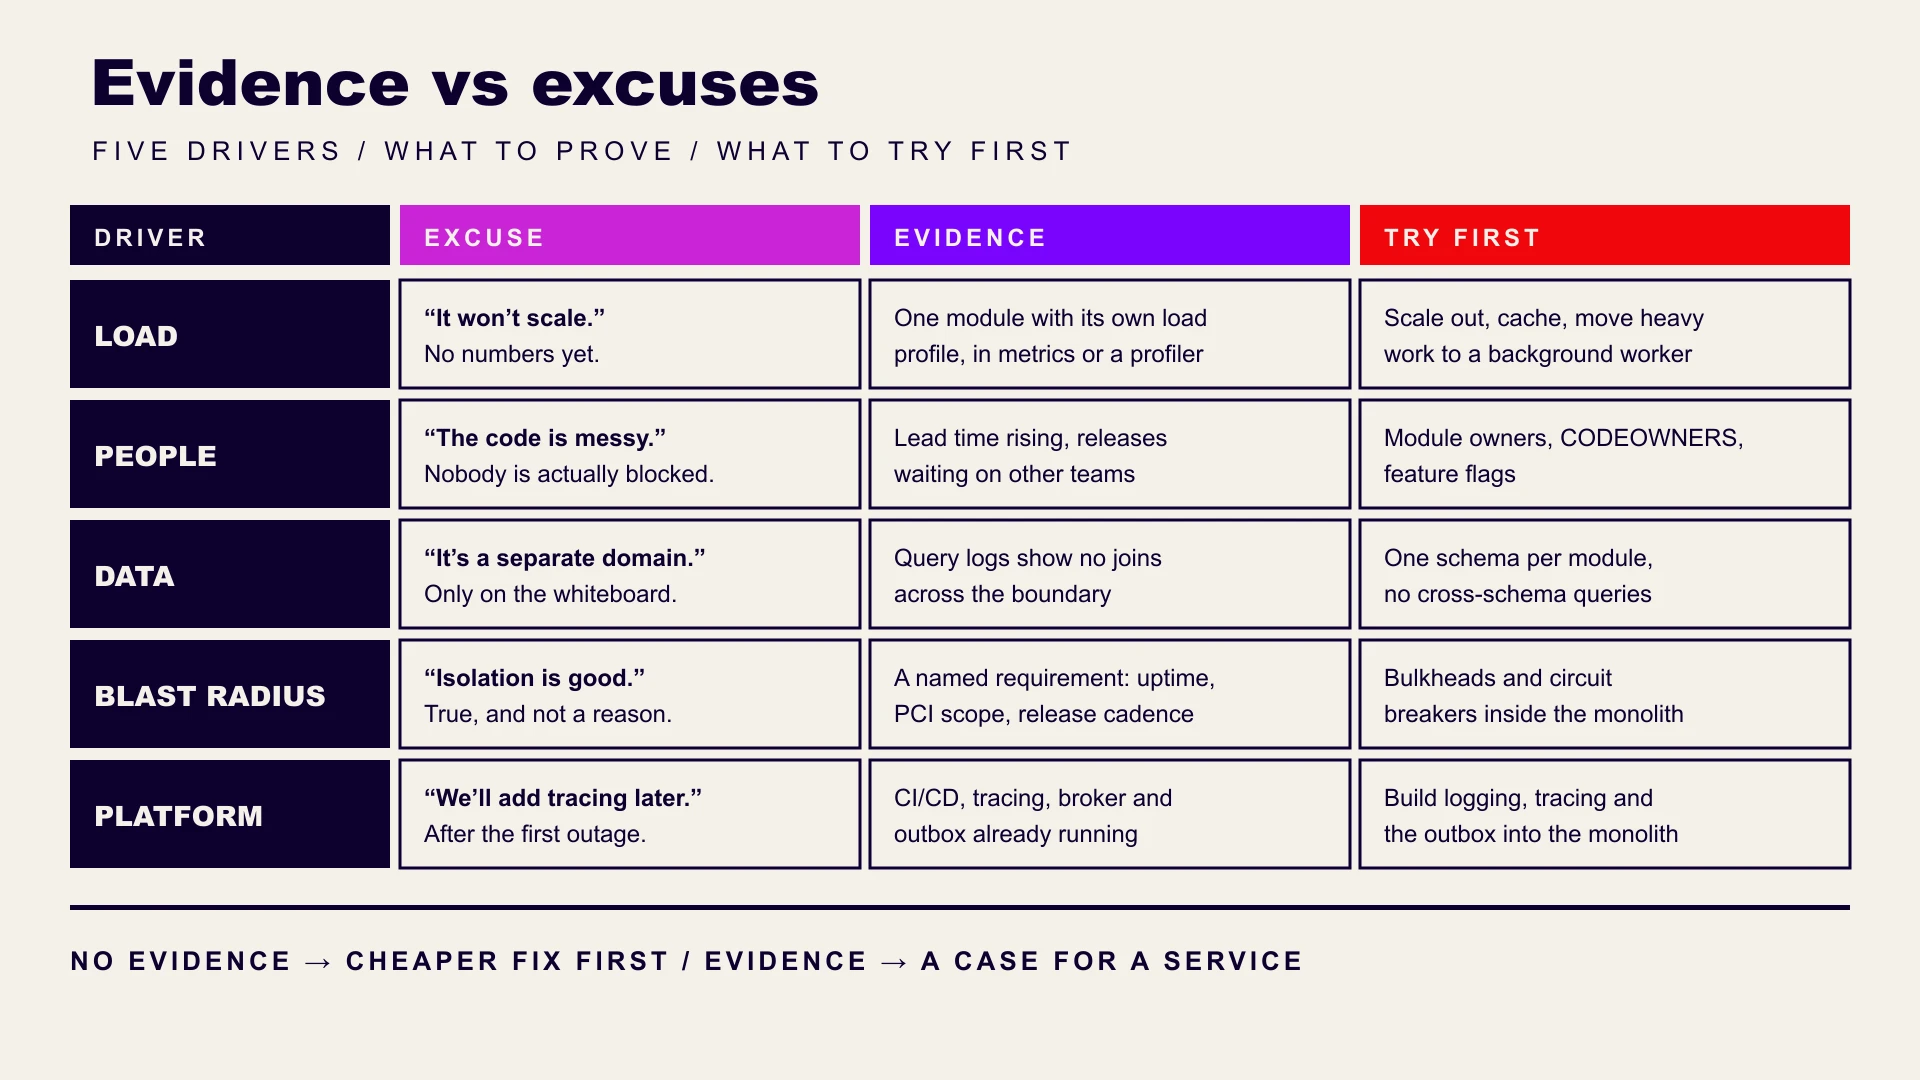 Evidence vs excuses
FIVE DRIVERS / WHAT TO PROVE / WHAT TO TRY FIRST
DRIVER
EXCUSE
EVIDENCE
TRY FIRST
LOAD
“It won’t scale.”
No numbers yet.
One module with its own load
profile, in metrics or a profiler
Scale out, cache, move heavy
work to a background worker
PEOPLE
“The code is messy.”
Nobody is actually blocked.
Lead time rising, releases
waiting on other teams
Module owners, CODEOWNERS,
feature flags
DATA
“It’s a separate domain.”
Only on the whiteboard.
Query logs show no joins
across the boundary
One schema per module,
no cross-schema queries
BLAST RADIUS
“Isolation is good.”
True, and not a reason.
A named requirement: uptime,
PCI scope, release cadence
Bulkheads and circuit
breakers inside the monolith
PLATFORM
“We’ll add tracing later.”
After the first outage.
CI/CD, tracing, broker and
outbox already running
Build logging, tracing and
the outbox into the monolith
NO EVIDENCE → CHEAPER FIX FIRST / EVIDENCE → A CASE FOR A SERVICE